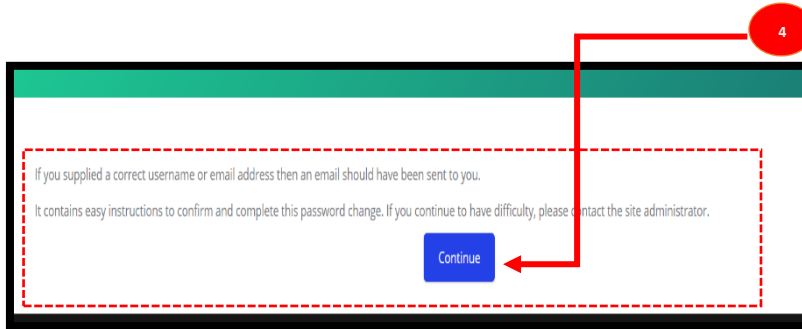 4
If you supplied a correct username or email address then an email should have been sent to you.
It contains easy instructions to confirm and complete this password change. If you continue to have difficulty, please contact the site administrator.
Continue